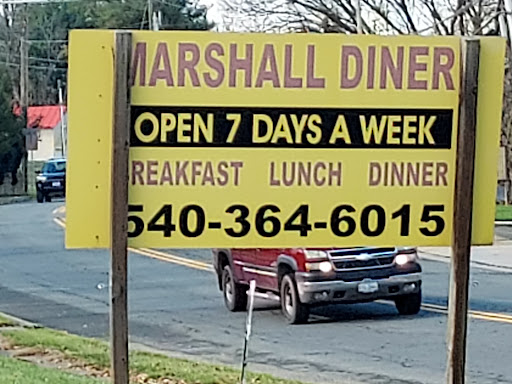 MARSHALL DINER
OPEN 7 DAYS A WEEK
BREAKFAST LUNCH DINNER
540-364-6015